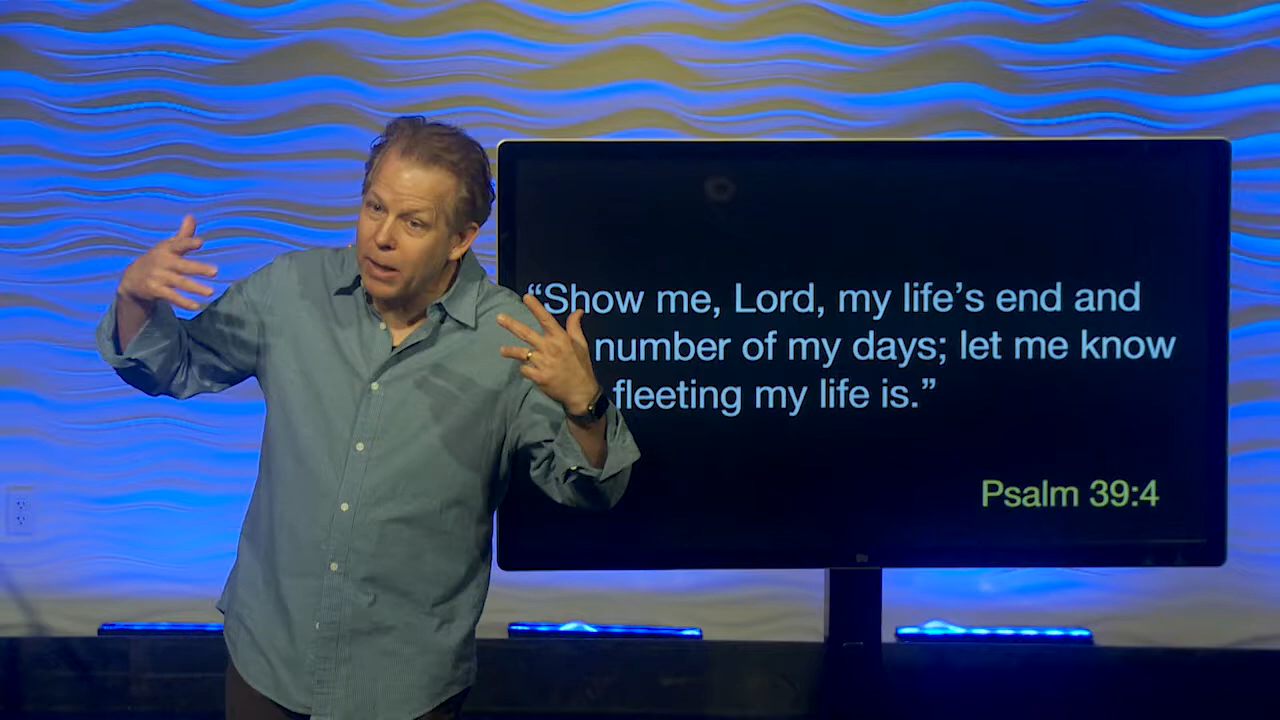 “Show me, Lord, my life’s end and
number of my days; let me know
fleeting my life is.”
Psalm 39:4